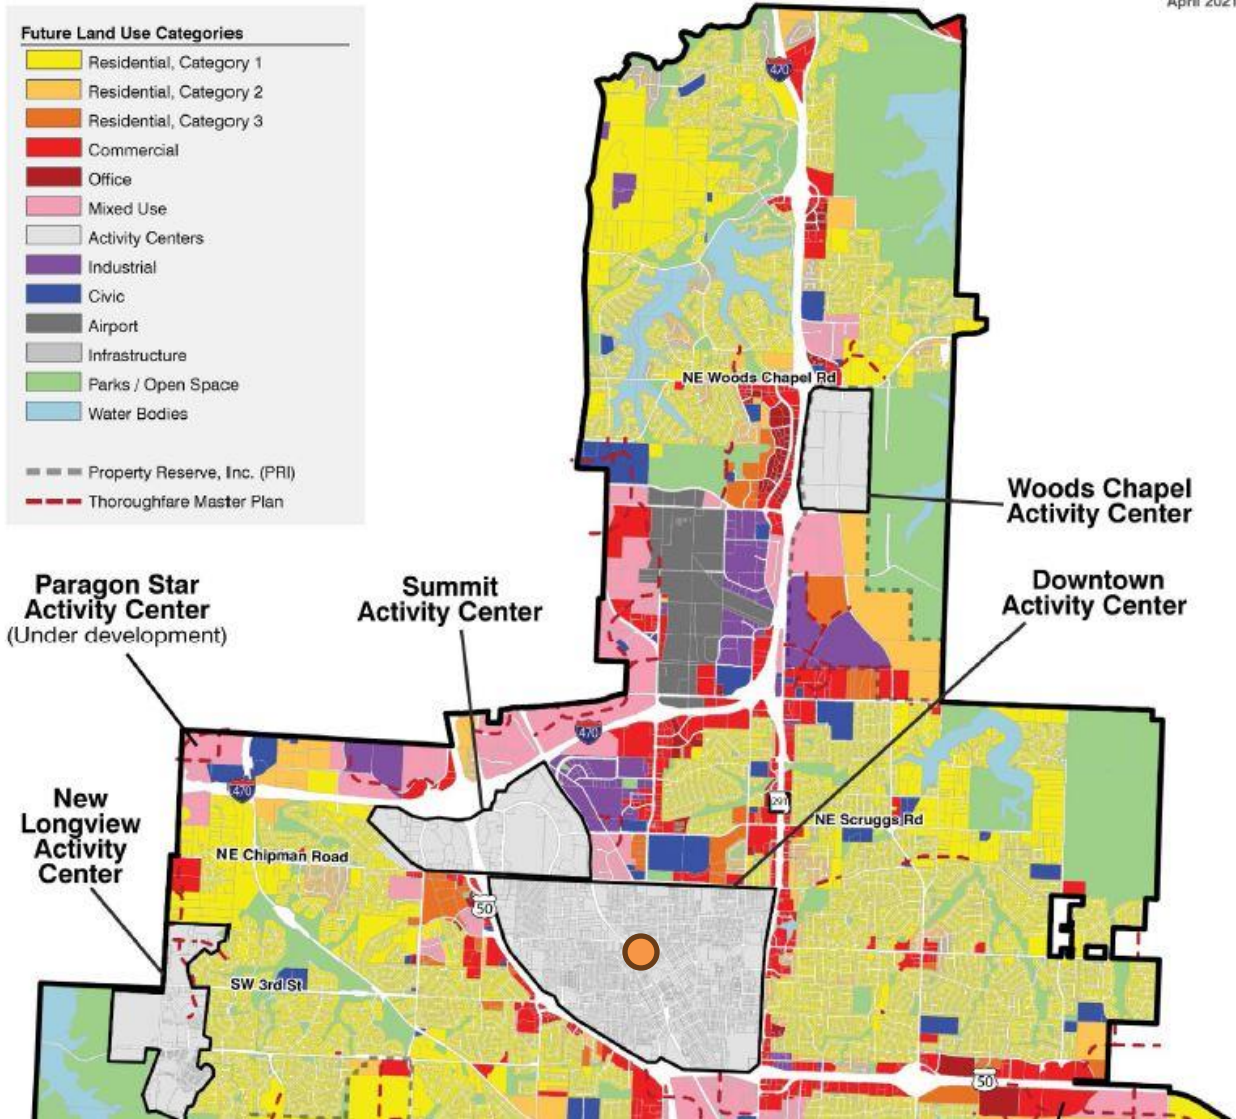 April 2021
Future Land Use Categories
Residential, Category 1
Residential, Category 2
Residential, Category 3
Commercial
Office
Mixed Use
Activity Centers
Industrial
Civic
Airport
Infrastructure
Parks / Open Space
Water Bodies
Property Reserve, Inc. (PRI)
Thoroughfare Master Plan
470
NE Woods Chapel Rd
Woods Chapel
Activity Center
Paragon Star
Activity Center
(Under development)
Summit
Activity Center
Downtown
Activity Center
470
470
291
New
Longview
Activity
Center
NE Scruggs Rd
NE Chipman Road
50
SW 3rd St
50